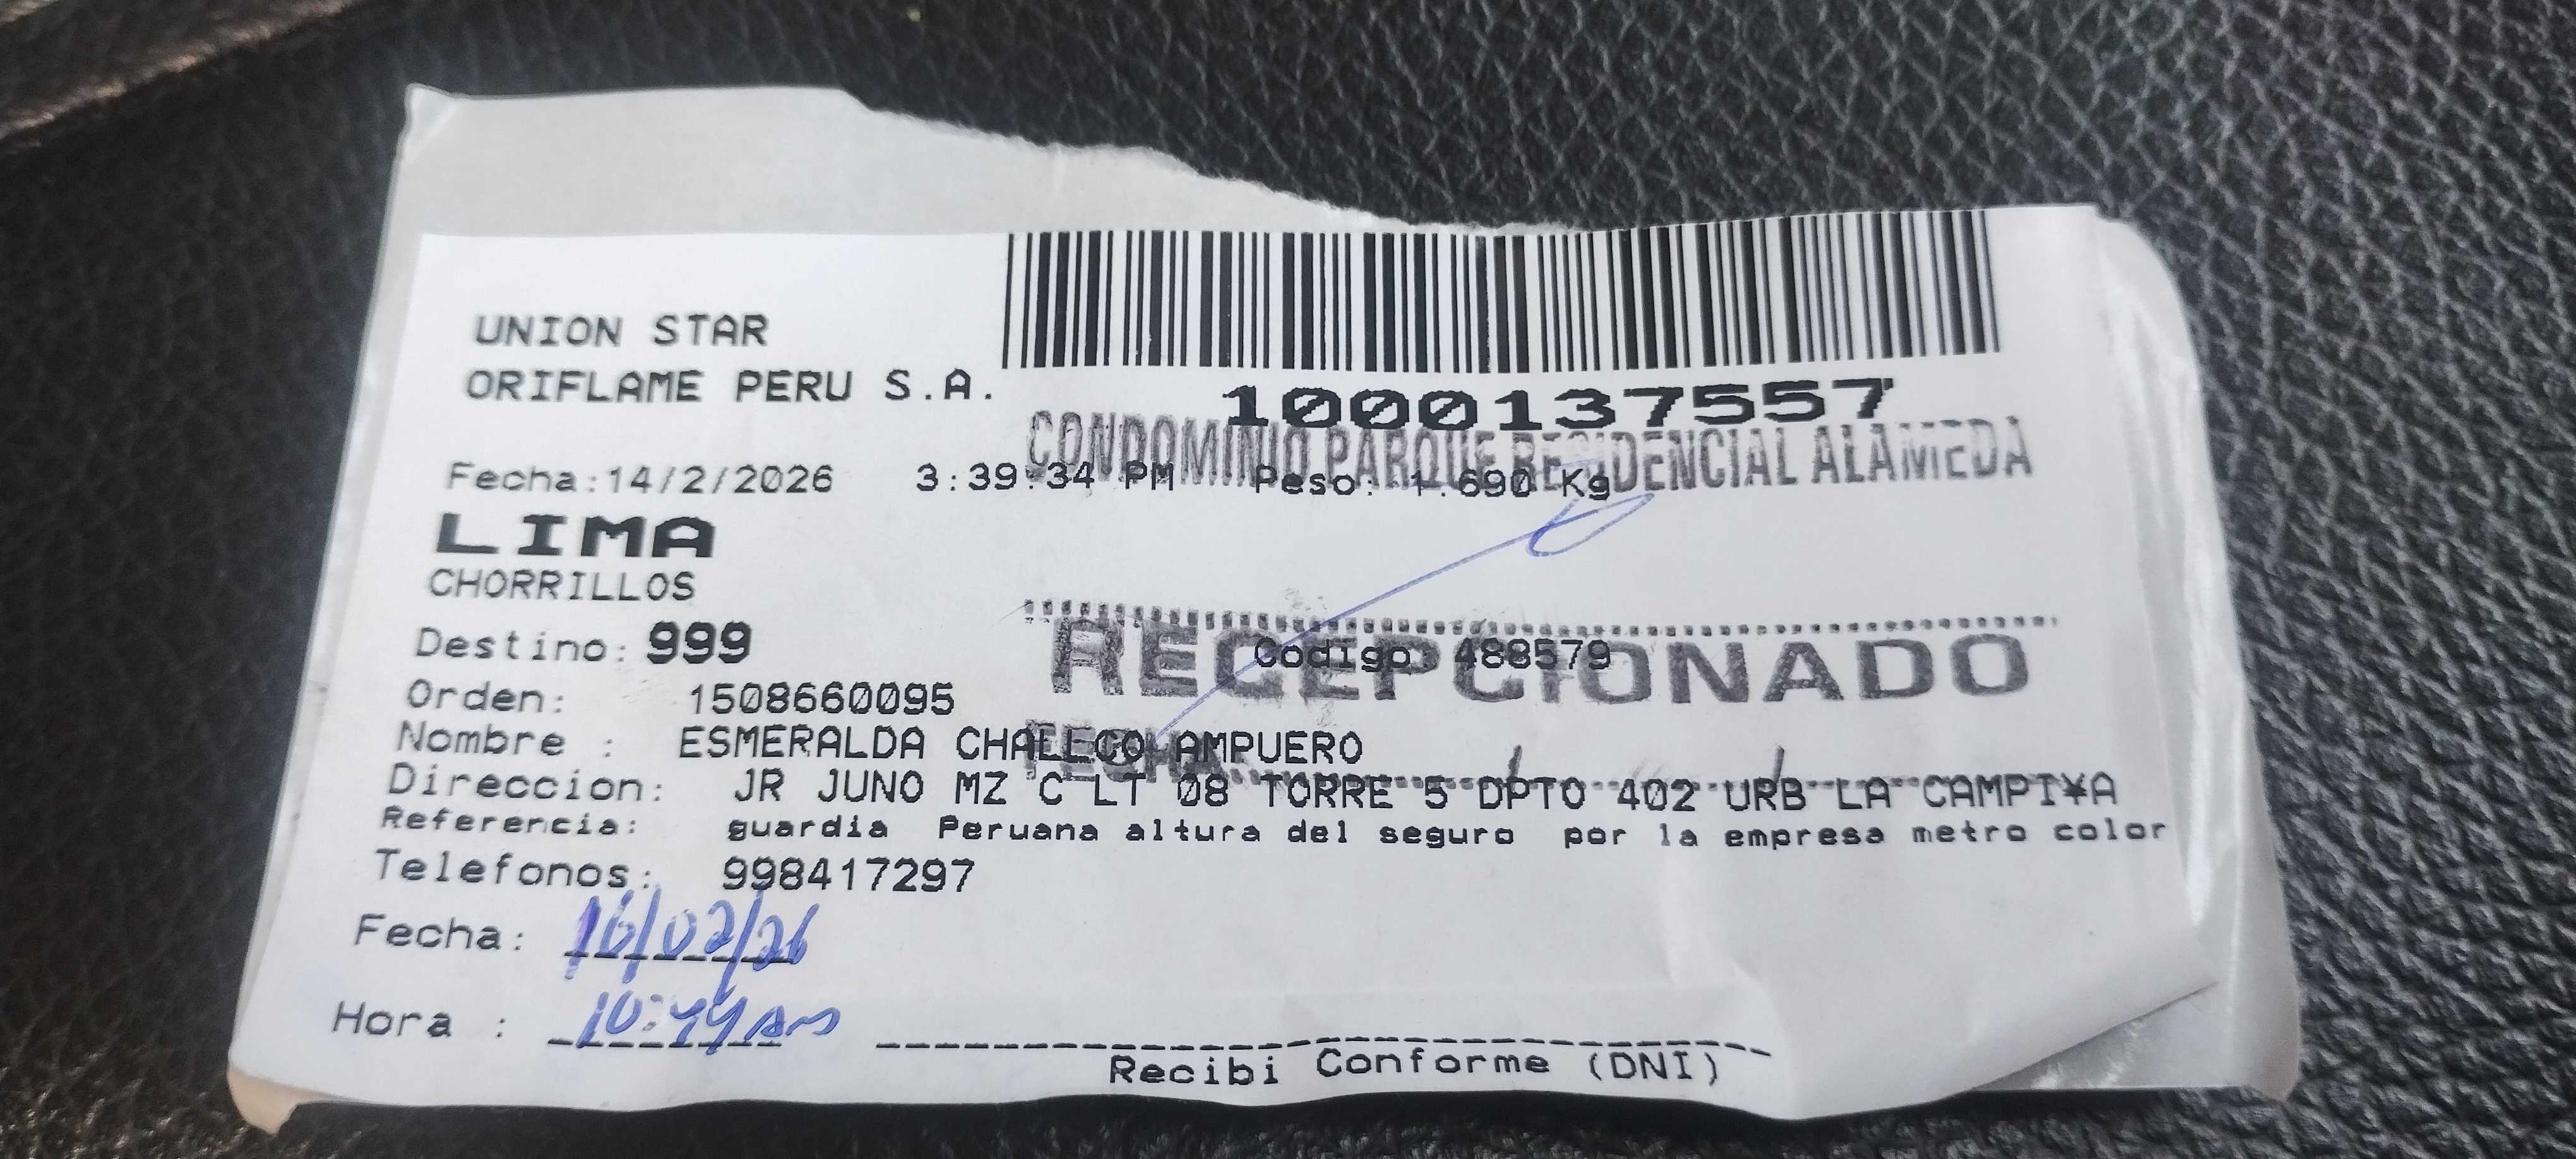 UNION STAR
ORIFLAME PERU S.A.
1000137557
CONDOMINIO PARQUE RESIDENCIAL ALAMEDA
Fecha:14/2/2026 3:39:34 PM Peso: 1.690 Kg
LIMA
CHORRILLOS
RECEPCIONADO
Destino: 999 Codigo 488579
Orden: 1508660095
Nombre : ESMERALDA CHALLCO AMPUERO
FECHA
Direccion: JR JUNO MZ C LT 08 TORRE 5 DPTO 402 URB LA CAMPI¥A
Referencia: guardia Peruana altura del seguro por la empresa metro color
Telefonos: 998417297
Fecha: 16/02/26
Hora : 10:44 am
Recibi Conforme (DNI)